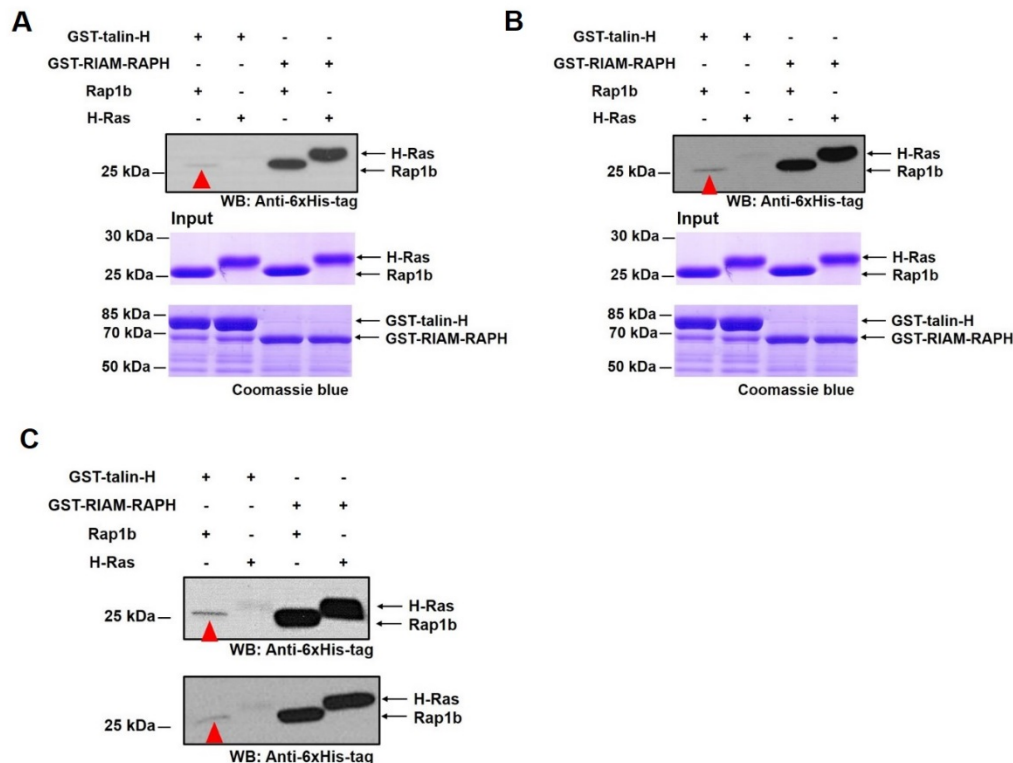 A
GST-talin-H + + - -
GST-RIAM-RAPH - - + +
Rap1b + - + -
H-Ras - + - +
H-Ras
25 kDa
Rap1b
WB: Anti-6xHis-tag
Input
30 kDa
H-Ras
25 kDa
Rap1b
85 kDa
GST-talin-H
70 kDa
GST-RIAM-RAPH
50 kDa
Coomassie blue
B
GST-talin-H + + - -
GST-RIAM-RAPH - - + +
Rap1b + - + -
H-Ras - + - +
H-Ras
25 kDa
Rap1b
WB: Anti-6xHis-tag
Input
30 kDa
H-Ras
25 kDa
Rap1b
85 kDa
GST-talin-H
70 kDa
GST-RIAM-RAPH
50 kDa
Coomassie blue
C
GST-talin-H + + - -
GST-RIAM-RAPH - - + +
Rap1b + - + -
H-Ras - + - +
H-Ras
25 kDa
Rap1b
WB: Anti-6xHis-tag
H-Ras
Rap1b
25 kDa
WB: Anti-6xHis-tag